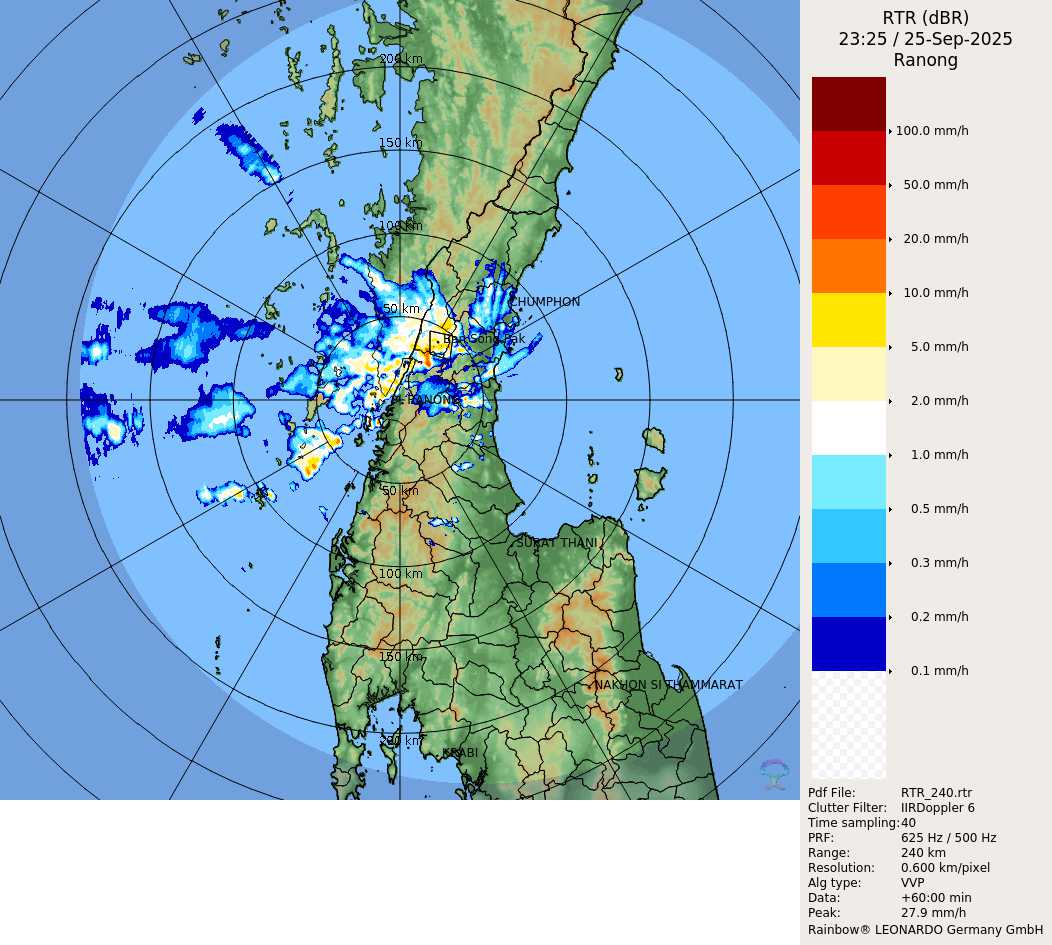 RTR (dBR)
23:25 / 25-Sep-2025
Ranong
100.0 mm/h
50.0 mm/h
20.0 mm/h
10.0 mm/h
5.0 mm/h
2.0 mm/h
1.0 mm/h
0.5 mm/h
0.3 mm/h
0.2 mm/h
0.1 mm/h
Pdf File: RTR_240.rtr
Clutter Filter: IIRDoppler 6
Time sampling: 40
PRF: 625 Hz / 500 Hz
Range: 240 km
Resolution: 0.600 km/pixel
Alg type: VVP
Data: +60:00 min
Peak: 27.9 mm/h
Rainbow® LEONARDO Germany GmbH
200 km
150 km
100 km
50 km
CHUMPHON
RANONG
50 km
SURAT THANI
100 km
150 km
NAKHON SI THAMMARAT
200 km
KRABI